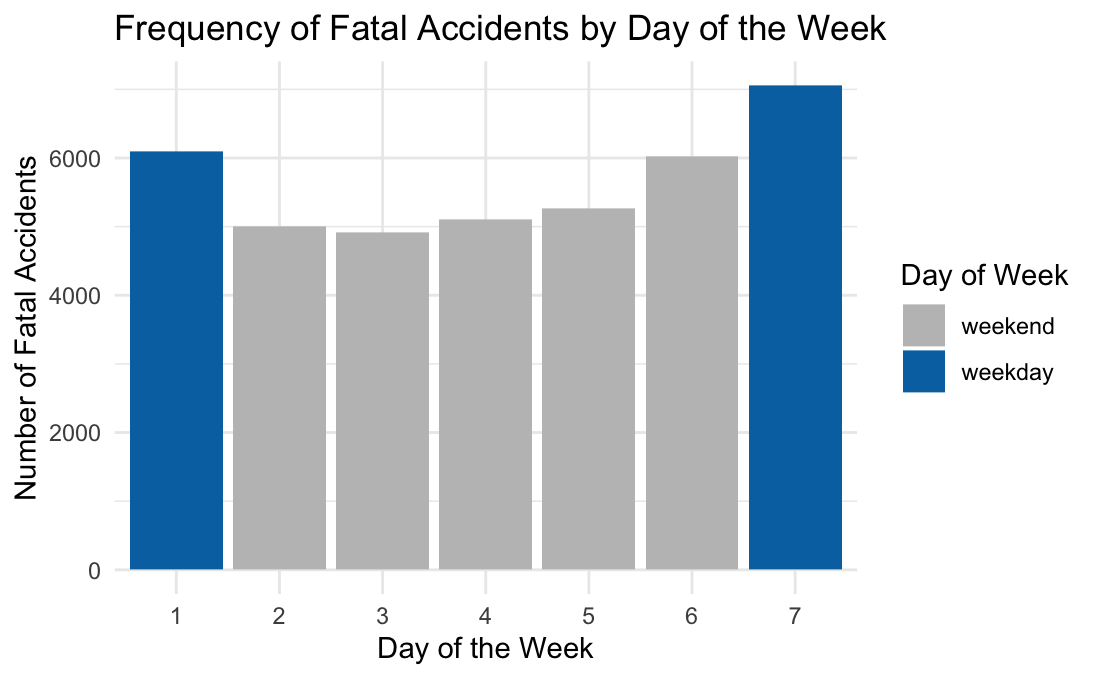 Frequency of Fatal Accidents by Day of the Week
Number of Fatal Accidents
6000
4000
2000
0
1 2 3 4 5 6 7
Day of the Week
Day of Week
weekend
weekday